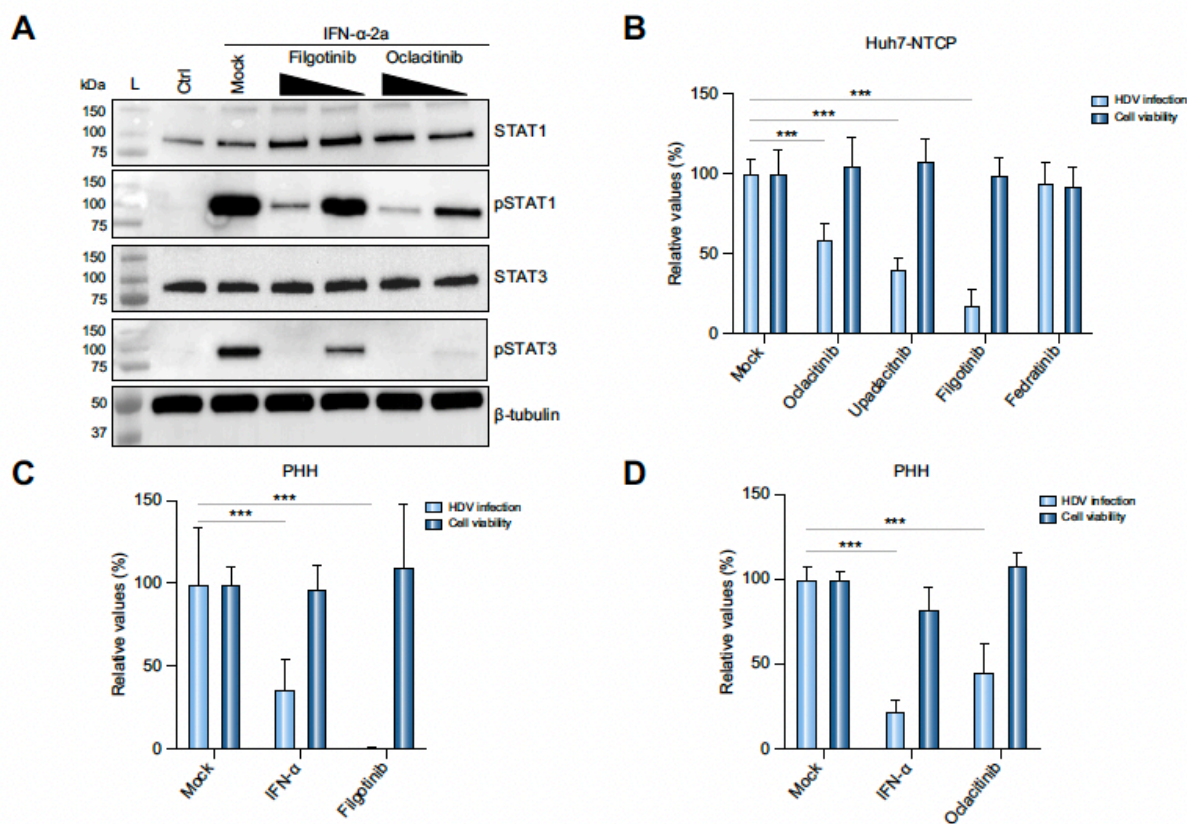 A
IFN-α-2a
Filgotinib Oclacitinib
kDa L Ctrl Mock
150
100
75
STAT1
150
100
75
pSTAT1
150
100
75
STAT3
150
100
75
pSTAT3
50
37
β-tubulin
B
Huh7-NTCP
HDV infection
Cell viability
Relative values (%)
150
100
50
0
***
***
***
Mock
Oclacitinib
Upadacitnib
Filgotinib
Fedratinib
C
PHH
HDV infection
Cell viability
Relative values (%)
150
100
50
0
***
***
Mock
IFN-α
Filgotinib
D
PHH
HDV infection
Cell viability
Relative values (%)
150
100
50
0
***
***
Mock
IFN-α
Oclacitinib